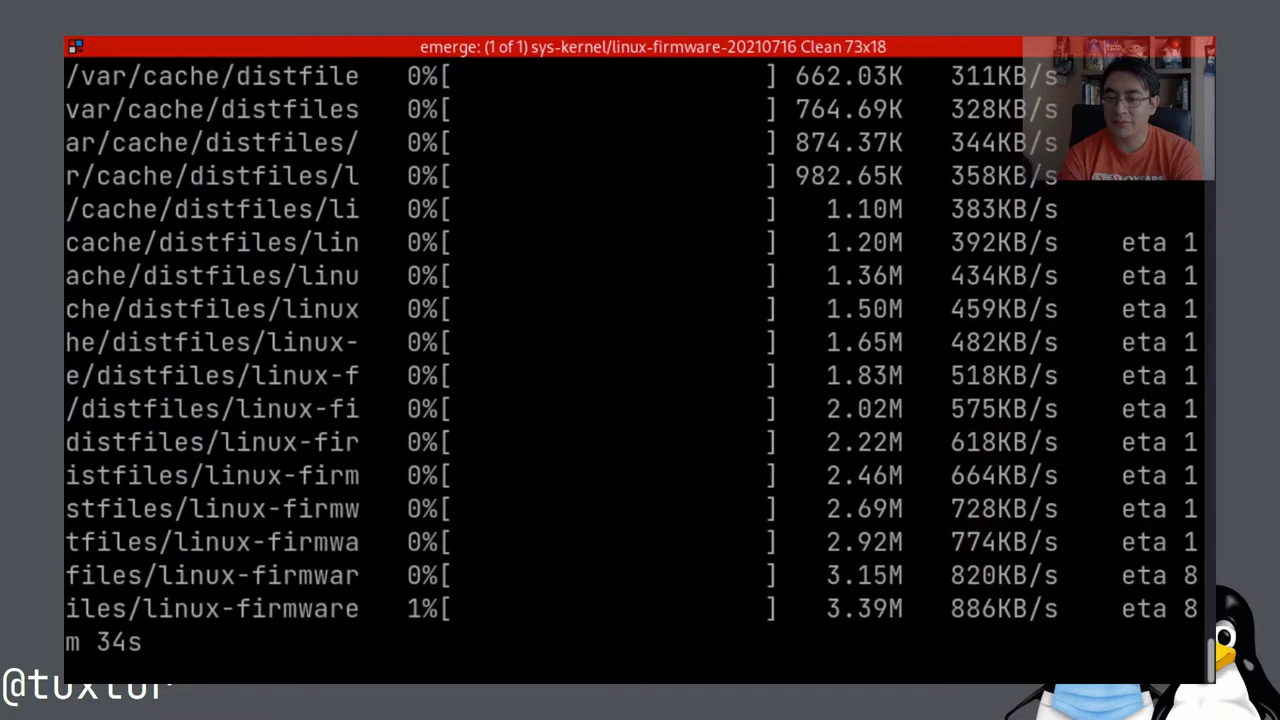 emerge: (1 of 1) sys-kernel/linux-firmware-20210716 Clean 73x18
/var/cache/distfile 0%[ ] 662.03K 311KB/s
var/cache/distfiles 0%[ ] 764.69K 328KB/s
ar/cache/distfiles/ 0%[ ] 874.37K 344KB/s
r/cache/distfiles/l 0%[ ] 982.65K 358KB/s
/cache/distfiles/li 0%[ ] 1.10M 383KB/s
cache/distfiles/lin 0%[ ] 1.20M 392KB/s eta 1
ache/distfiles/linu 0%[ ] 1.36M 434KB/s eta 1
che/distfiles/linux 0%[ ] 1.50M 459KB/s eta 1
he/distfiles/linux- 0%[ ] 1.65M 482KB/s eta 1
e/distfiles/linux-f 0%[ ] 1.83M 518KB/s eta 1
/distfiles/linux-fi 0%[ ] 2.02M 575KB/s eta 1
distfiles/linux-fir 0%[ ] 2.22M 618KB/s eta 1
istfiles/linux-firm 0%[ ] 2.46M 664KB/s eta 1
stfiles/linux-firmw 0%[ ] 2.69M 728KB/s eta 1
tfiles/linux-firmwa 0%[ ] 2.92M 774KB/s eta 1
files/linux-firmwar 0%[ ] 3.15M 820KB/s eta 8
iles/linux-firmware 1%[ ] 3.39M 886KB/s eta 8
m 34s